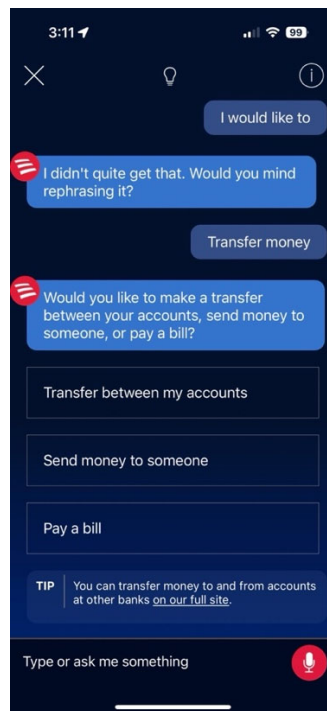 3:11
99
I would like to
I didn't quite get that. Would you mind
rephrasing it?
Transfer money
Would you like to make a transfer
between your accounts, send money to
someone, or pay a bill?
Transfer between my accounts
Send money to someone
Pay a bill
TIP
You can transfer money to and from accounts
at other banks on our full site.
Type or ask me something